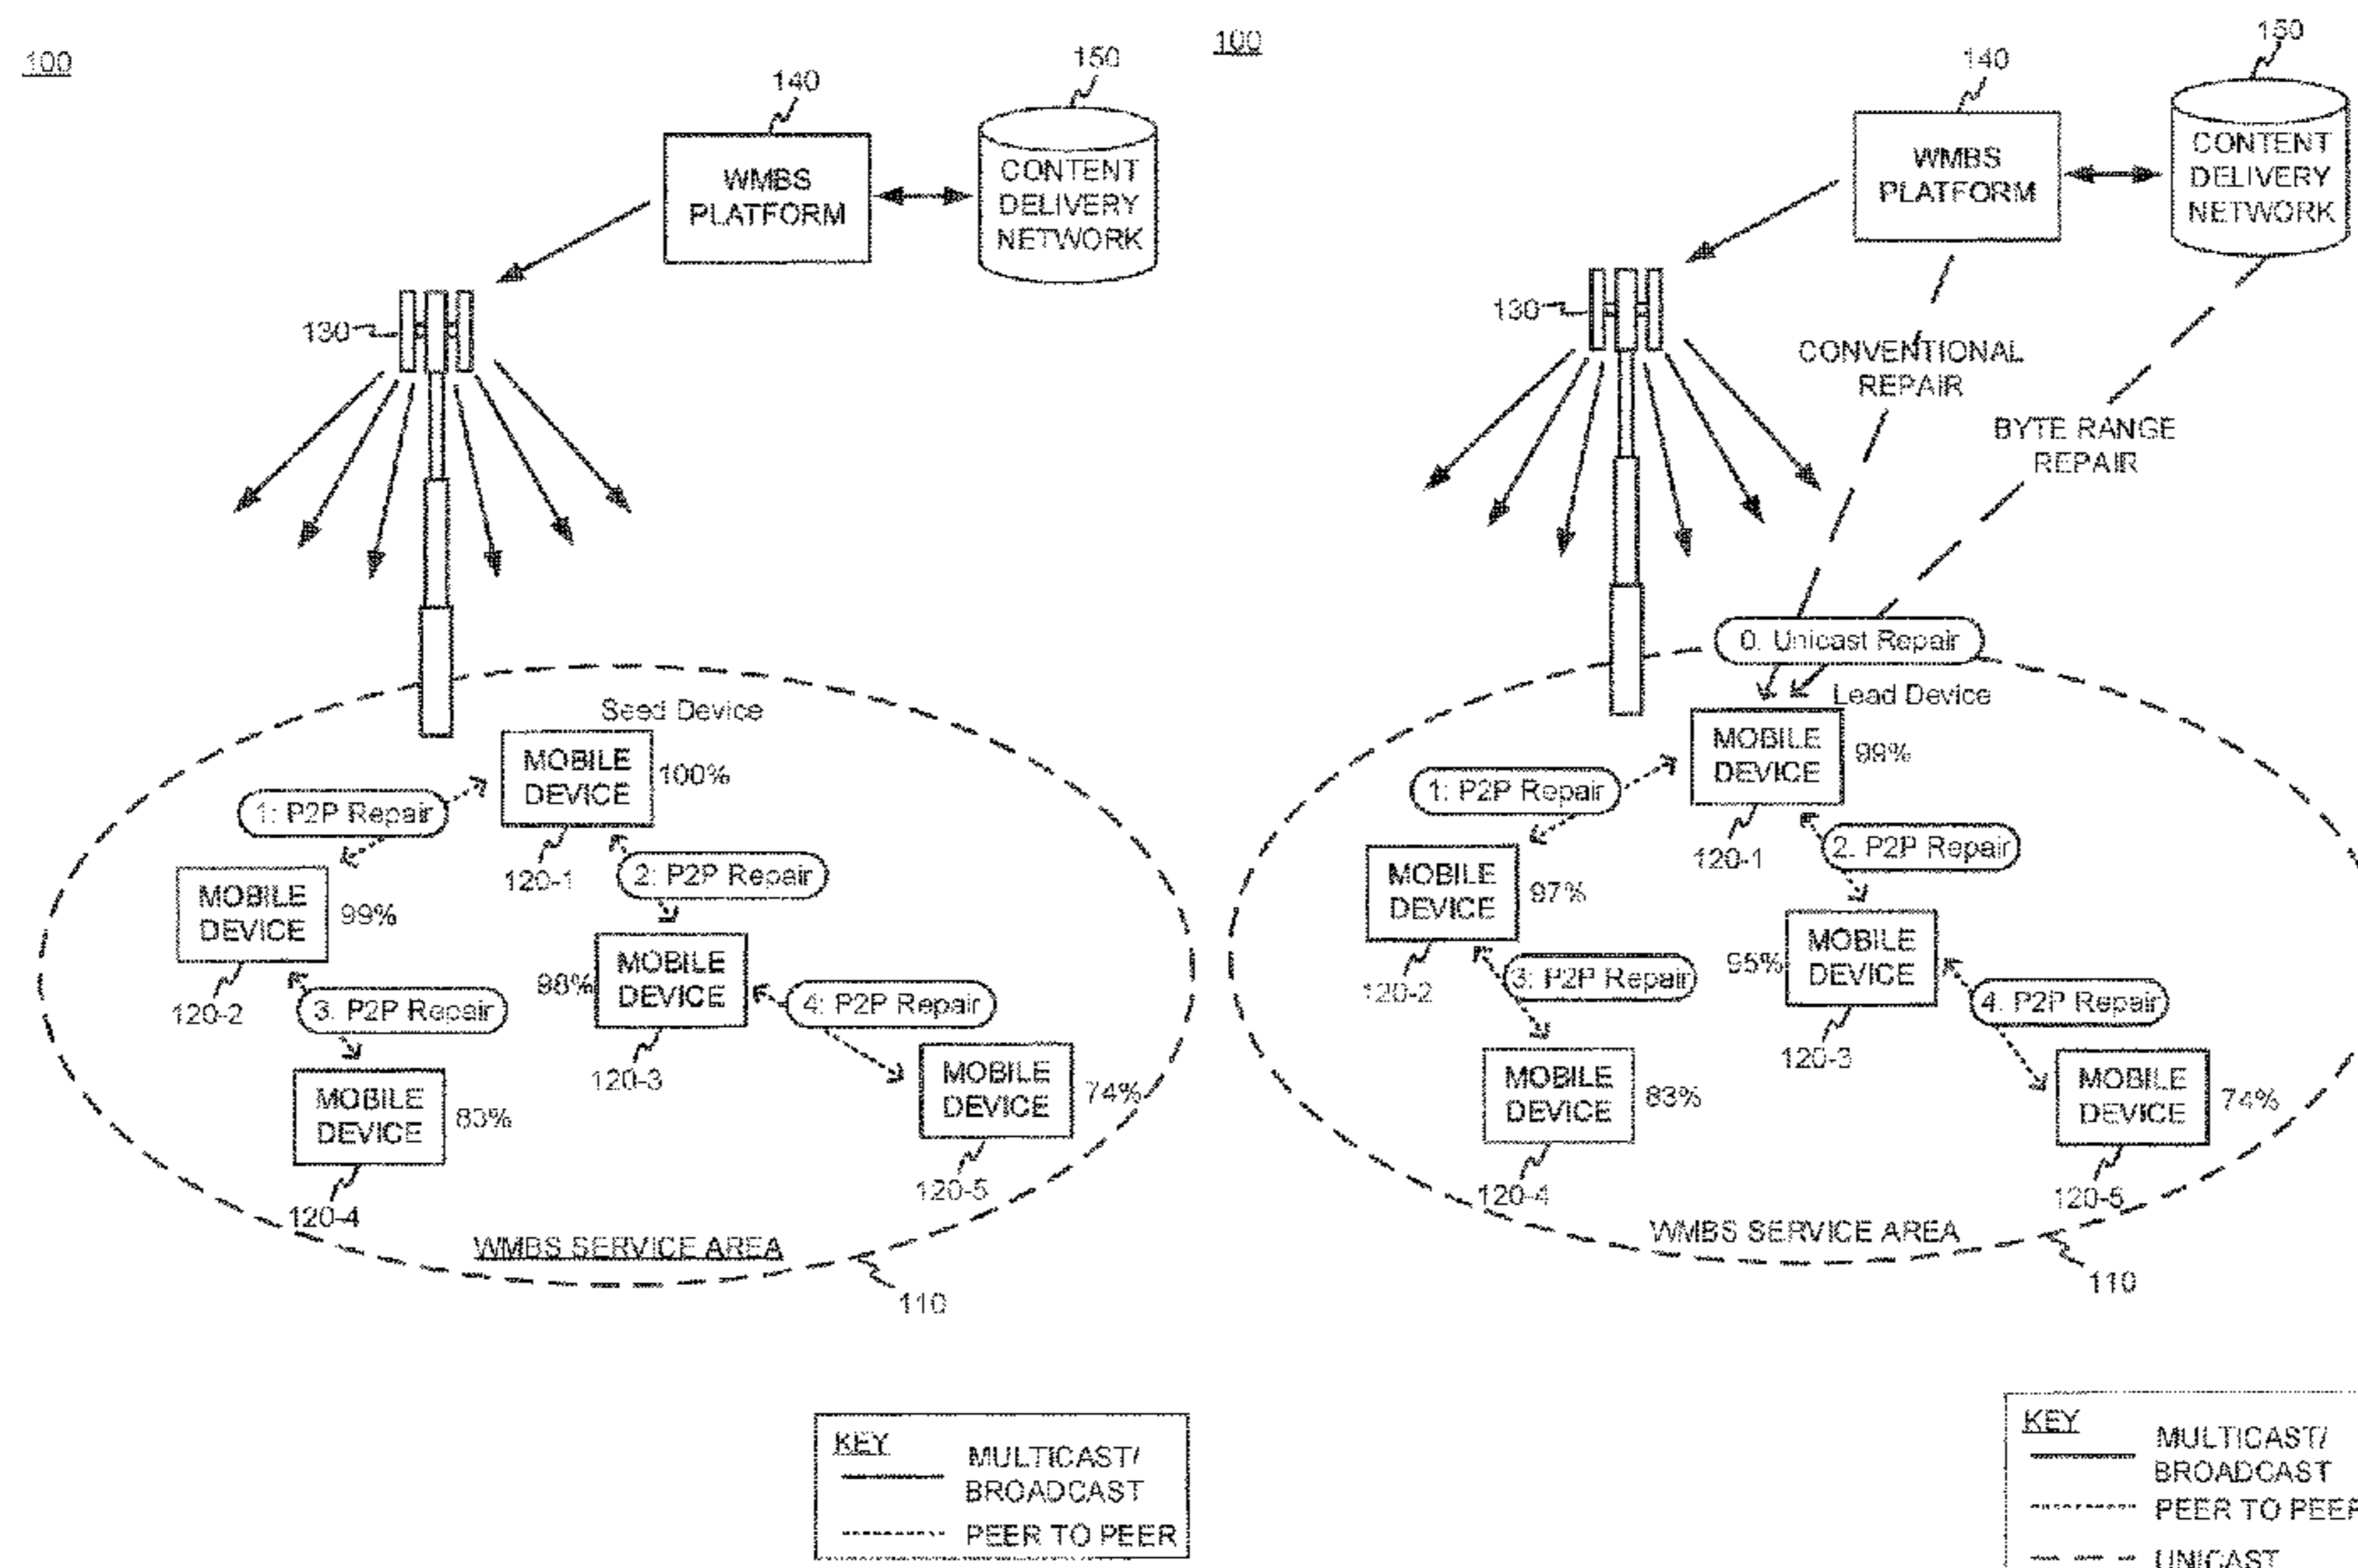 100
140
150
WMBS
PLATFORM
CONTENT
DELIVERY
NETWORK
130
Seed Device
MOBILE
DEVICE
100%
1: P2P Repair
120-1
2: P2P Repair
MOBILE
DEVICE
99%
120-2
3. P2P Repair
98%
MOBILE
DEVICE
4: P2P Repair
120-3
MOBILE
DEVICE
83%
120-4
MOBILE
DEVICE
74%
120-5
WMBS SERVICE AREA
110
KEY
MULTICAST/
BROADCAST
PEER TO PEER
100
140
150
WMBS
PLATFORM
CONTENT
DELIVERY
NETWORK
130
CONVENTIONAL
REPAIR
BYTE RANGE
REPAIR
0. Unicast Repair
Lead Device
MOBILE
DEVICE
99%
1: P2P Repair
120-1
2. P2P Repair
MOBILE
DEVICE
97%
120-2
3: P2P Repair
95%
MOBILE
DEVICE
4. P2P Repair
120-3
MOBILE
DEVICE
83%
120-4
MOBILE
DEVICE
74%
120-5
WMBS SERVICE AREA
110
KEY
MULTICAST/
BROADCAST
PEER TO PEER
UNICAST